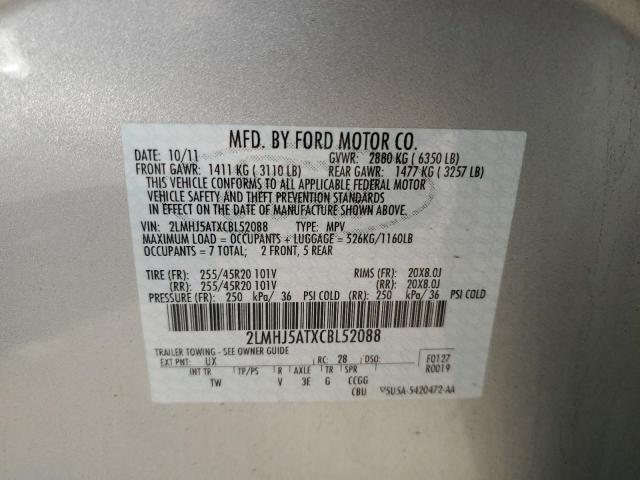 MFD. BY FORD MOTOR CO.
DATE: 10/11 GVWR: 2880 KG ( 6350 LB)
FRONT GAWR: 1411 KG ( 3110 LB) REAR GAWR: 1477 KG ( 3257 LB)
THIS VEHICLE CONFORMS TO ALL APPLICABLE FEDERAL MOTOR
VEHICLE SAFETY AND THEFT PREVENTION STANDARDS
IN EFFECT ON THE DATE OF MANUFACTURE SHOWN ABOVE.
VIN: 2LMHJ5ATXCBL52088 TYPE: MPV
MAXIMUM LOAD = OCCUPANTS + LUGGAGE = 526KG/1160LB
OCCUPANTS = 7 TOTAL; 2 FRONT, 5 REAR
TIRE (FR): 255/45R20 101V RIMS (FR): 20X8.0J
(RR): 255/45R20 101V (RR): 20X8.0J
PRESSURE (FR): 250 kPa/ 36 PSI COLD (RR): 250 kPa/ 36 PSI COLD
2LMHJ5ATXCBL52088
TRAILER TOWING - SEE OWNER GUIDE
EXT PNT: UX RC: 28 DSO: F0127
R0019
INT TR TP/PS R AXLE TR SPR
TW V 3E G CCGG
CBU 5U5A-5420472-AA